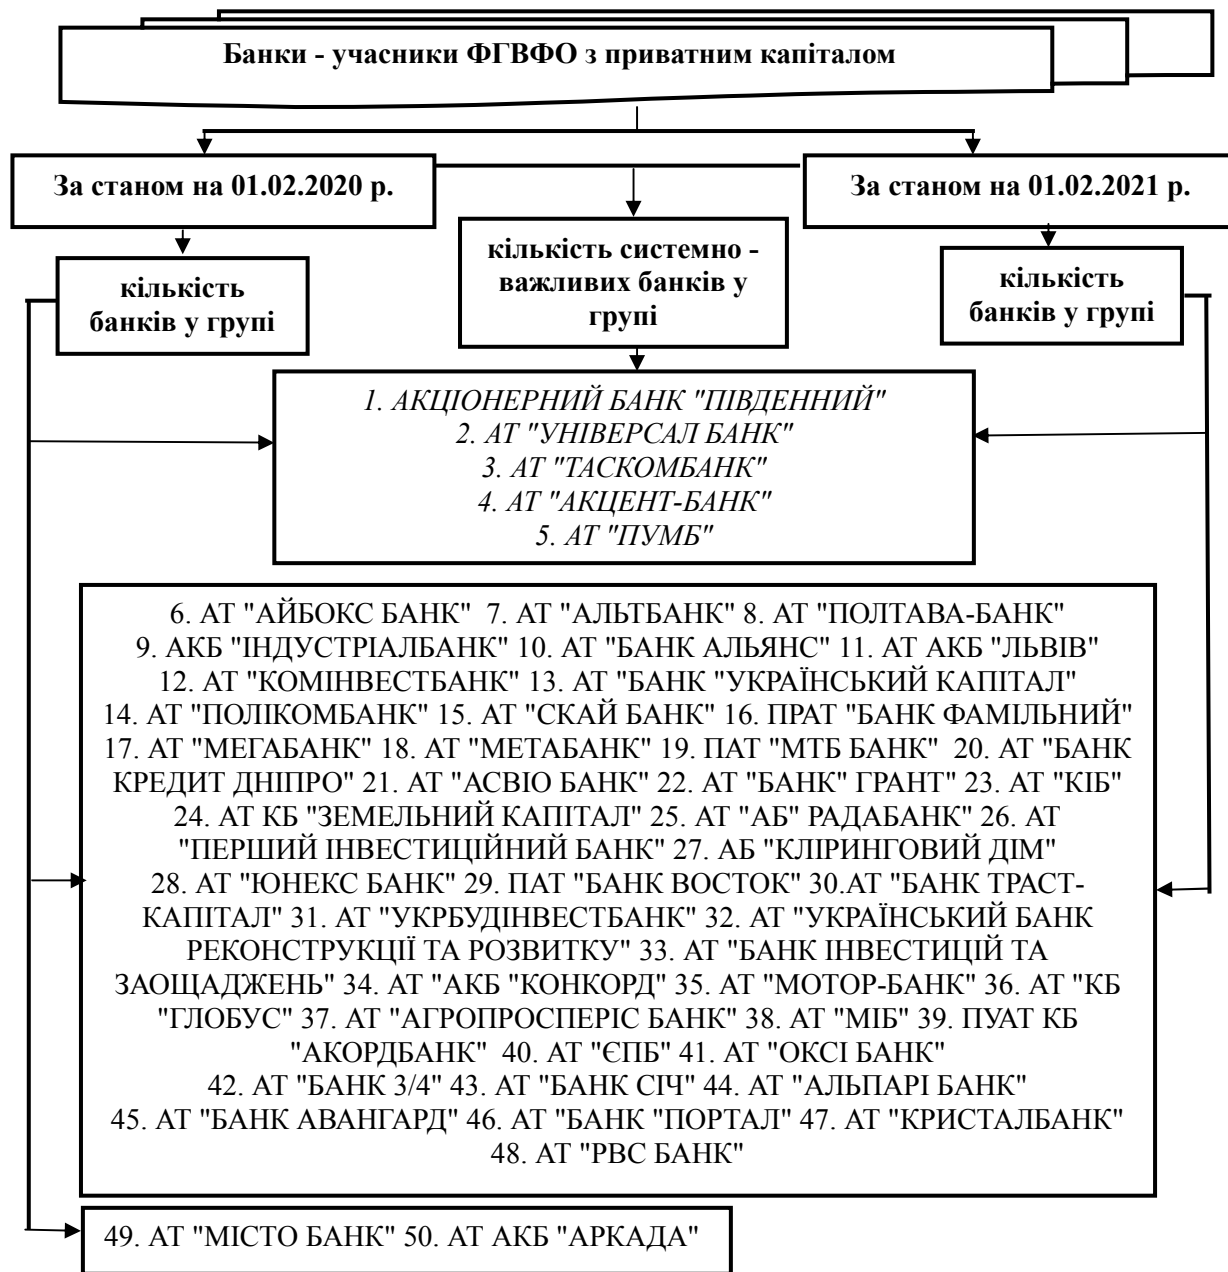 Банки - учасники ФГВФО з приватним капіталом
За станом на 01.02.2020 р.
За станом на 01.02.2021 р.
кількість
банків у групі
кількість системно -
важливих банків у
групі
кількість
банків у групі
1. АКЦІОНЕРНИЙ БАНК "ПІВДЕННИЙ"
2. АТ "УНІВЕРСАЛ БАНК"
3. АТ "ТАСКОМБАНК"
4. АТ "АКЦЕНТ-БАНК"
5. АТ "ПУМБ"
6. АТ "АЙБОКС БАНК" 7. АТ "АЛЬТБАНК" 8. АТ "ПОЛТАВА-БАНК"
9. АКБ "ІНДУСТРІАЛБАНК" 10. АТ "БАНК АЛЬЯНС" 11. АТ АКБ "ЛЬВІВ"
12. АТ "КОМІНВЕСТБАНК" 13. АТ "БАНК "УКРАЇНСЬКИЙ КАПІТАЛ"
14. АТ "ПОЛІКОМБАНК" 15. АТ "СКАЙ БАНК" 16. ПРАТ "БАНК ФАМІЛЬНИЙ"
17. АТ "МЕГАБАНК" 18. АТ "МЕТАБАНК" 19. ПАТ "МТБ БАНК" 20. АТ "БАНК
КРЕДИТ ДНІПРО" 21. АТ "АСВІО БАНК" 22. АТ "БАНК" ГРАНТ" 23. АТ "КІБ"
24. АТ КБ "ЗЕМЕЛЬНИЙ КАПІТАЛ" 25. АТ "АБ" РАДАБАНК" 26. АТ
"ПЕРШИЙ ІНВЕСТИЦІЙНИЙ БАНК" 27. АБ "КЛІРИНГОВИЙ ДІМ"
28. АТ "ЮНЕКС БАНК" 29. ПАТ "БАНК ВОСТОК" 30.АТ "БАНК ТРАСТ-
КАПІТАЛ" 31. АТ "УКРБУДІНВЕСТБАНК" 32. АТ "УКРАЇНСЬКИЙ БАНК
РЕКОНСТРУКЦІЇ ТА РОЗВИТКУ" 33. АТ "БАНК ІНВЕСТИЦІЙ ТА
ЗАОЩАДЖЕНЬ" 34. АТ "АКБ "КОНКОРД" 35. АТ "МОТОР-БАНК" 36. АТ "КБ
"ГЛОБУС" 37. АТ "АГРОПРОСПЕРІС БАНК" 38. АТ "МІБ" 39. ПУАТ КБ
"АКОРДБАНК" 40. АТ "ЄПБ" 41. АТ "ОКСІ БАНК"
42. АТ "БАНК 3/4" 43. АТ "БАНК СІЧ" 44. АТ "АЛЬПАРІ БАНК"
45. АТ "БАНК АВАНГАРД" 46. АТ "БАНК "ПОРТАЛ" 47. АТ "КРИСТАЛБАНК"
48. АТ "РВС БАНК"
49. АТ "МІСТО БАНК" 50. АТ АКБ "АРКАДА"